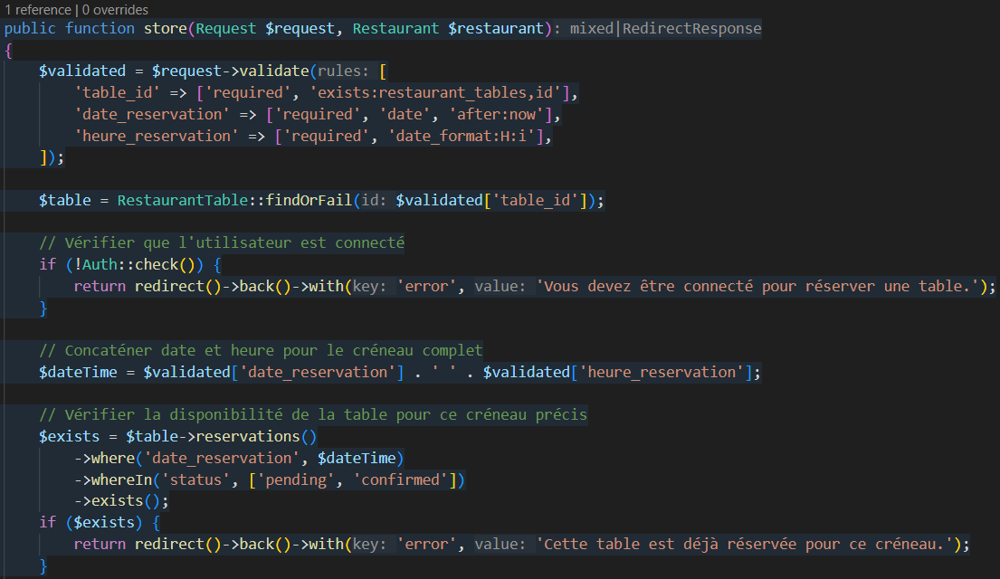 1 reference | 0 overrides
public function store(Request $request, Restaurant $restaurant): mixed|RedirectResponse
{
    $validated = $request->validate(rules: [
        'table_id' => ['required', 'exists:restaurant_tables,id'],
        'date_reservation' => ['required', 'date', 'after:now'],
        'heure_reservation' => ['required', 'date_format:H:i'],
    ]);

    $table = RestaurantTable::findOrFail(id: $validated['table_id']);

    // Vérifier que l'utilisateur est connecté
    if (!Auth::check()) {
        return redirect()->back()->with(key: 'error', value: 'Vous devez être connecté pour réserver une table.');
    }

    // Concaténer date et heure pour le créneau complet
    $dateTime = $validated['date_reservation'] . ' ' . $validated['heure_reservation'];

    // Vérifier la disponibilité de la table pour ce créneau précis
    $exists = $table->reservations()
        ->where('date_reservation', $dateTime)
        ->whereIn('status', ['pending', 'confirmed'])
        ->exists();
    if ($exists) {
        return redirect()->back()->with(key: 'error', value: 'Cette table est déjà réservée pour ce créneau.');
    }